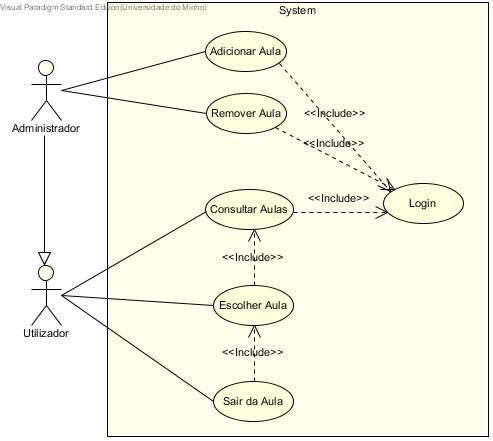 Visual Paradigm Standard Edition(Universidade do Minho)
System
Adicionar Aula
Administrador
Remover Aula
<<Include>>
<<Include>>
<<Include>>
Consultar Aulas
Login
<<Include>>
Escolher Aula
Utilizador
<<Include>>
Sair da Aula